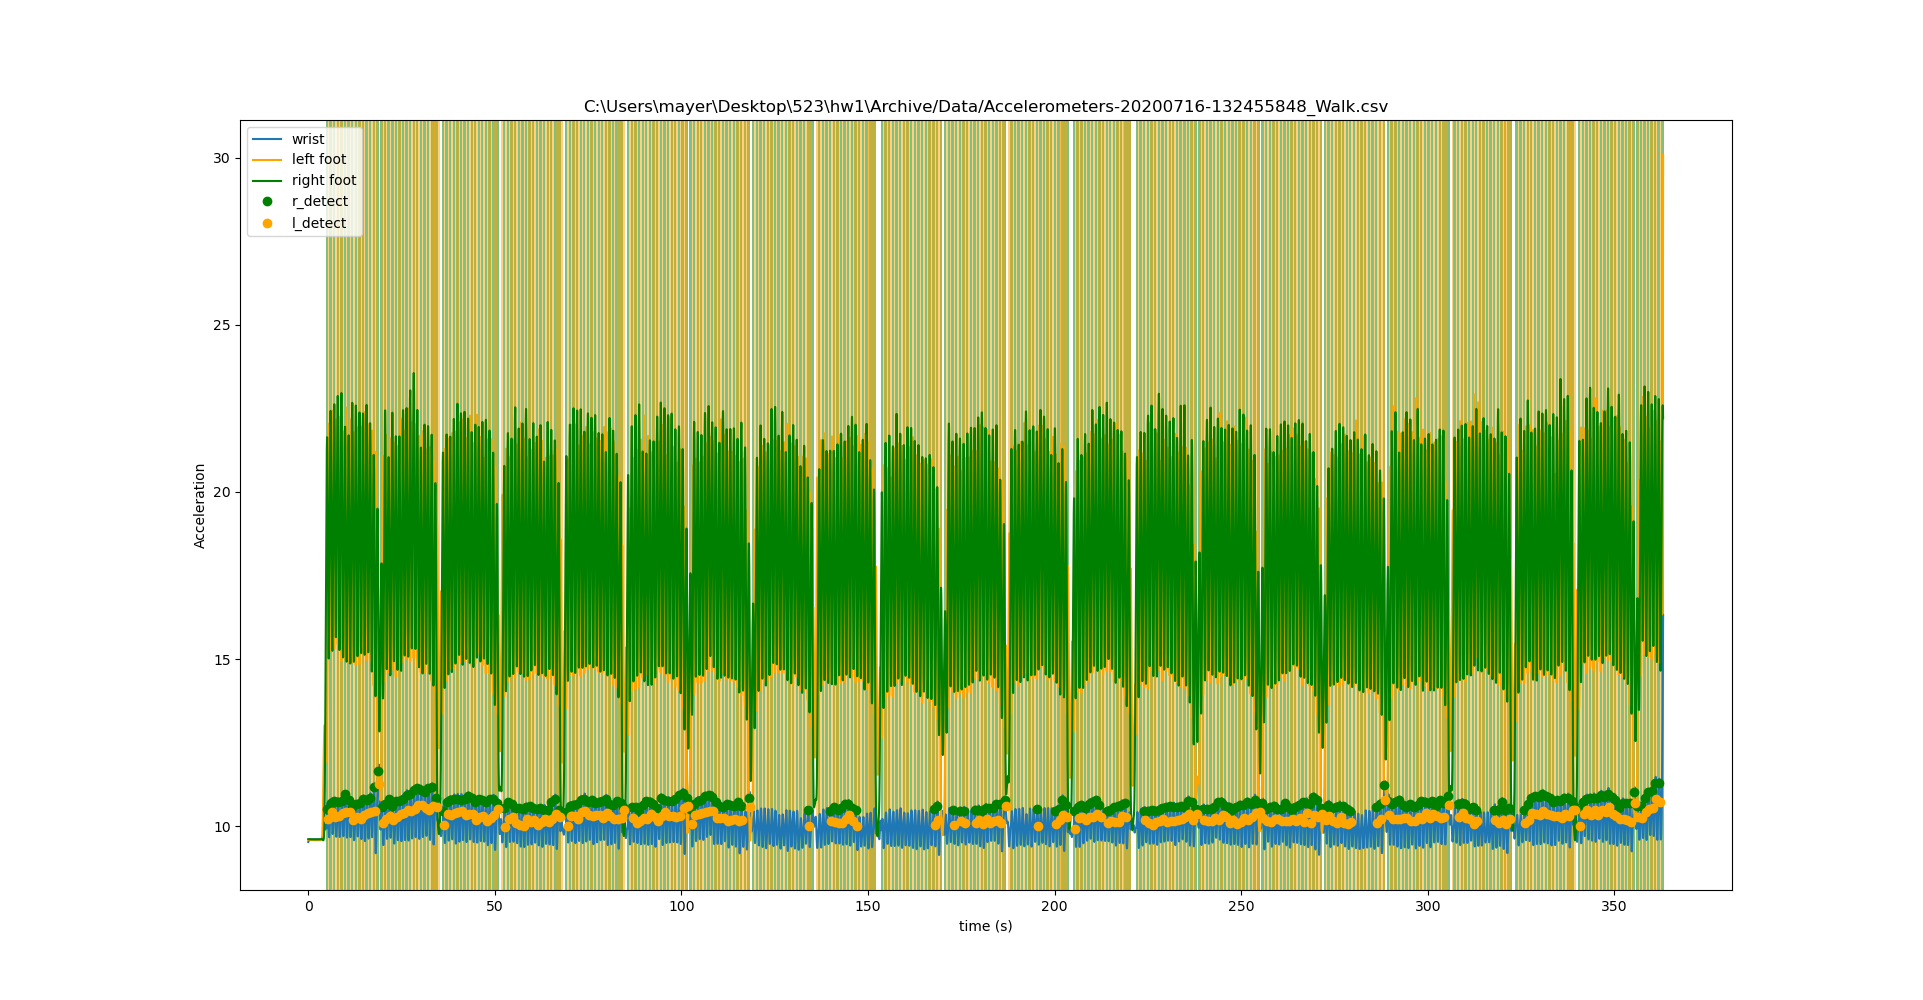 C:\Users\mayer\Desktop\523\hw1\Archive/Data/Accelerometers-20200716-132455848_Walk.csv
wrist
left foot
right foot
r_detect
l_detect
30
25
20
15
10
Acceleration
0 50 100 150 200 250 300 350
time (s)